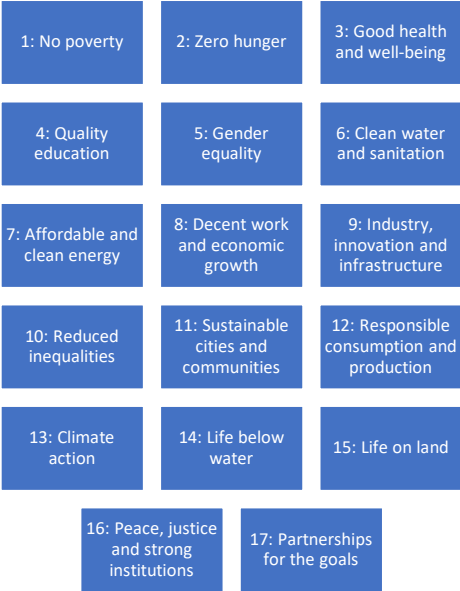 1: No poverty
2: Zero hunger
3: Good health
and well-being
4: Quality
education
5: Gender
equality
6: Clean water
and sanitation
7: Affordable and
clean energy
8: Decent work
and economic
growth
9: Industry,
innovation and
infrastructure
10: Reduced
inequalities
11: Sustainable
cities and
communities
12: Responsible
consumption and
production
13: Climate
action
14: Life below
water
15: Life on land
16: Peace, justice
and strong
institutions
17: Partnerships
for the goals